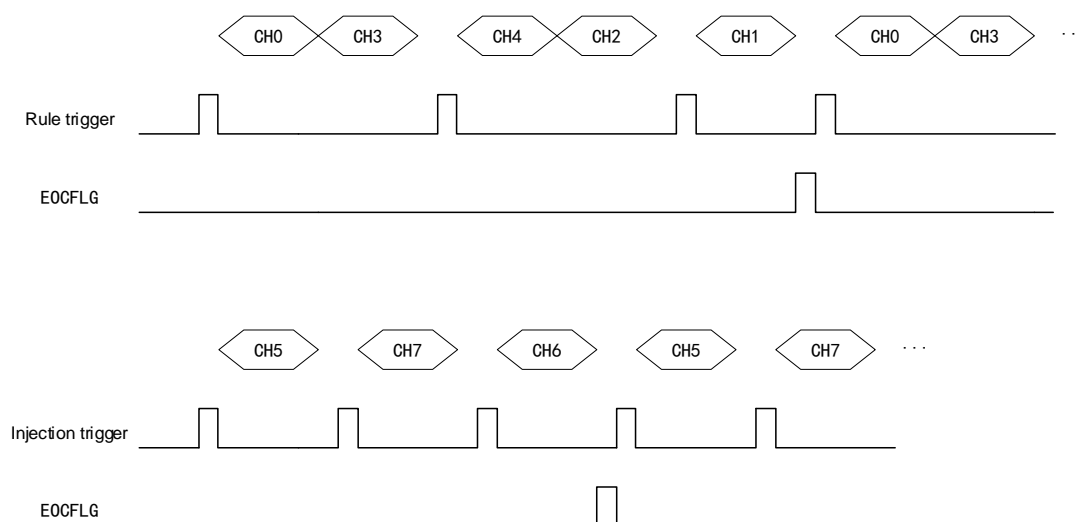 CH0 CH3 CH4 CH2 CH1 CH0 CH3 ..
Rule trigger
EOCFLG
CH5 CH7 CH6 CH5 CH7 ...
Injection trigger
EOCFLG